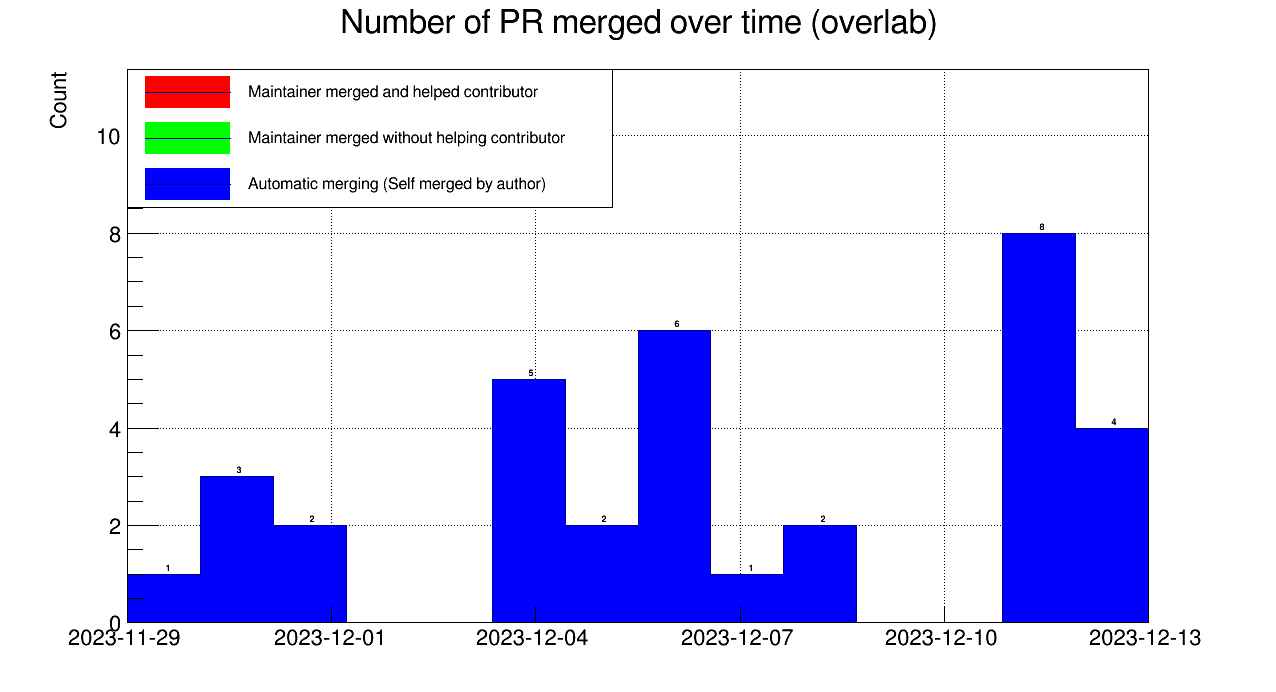 Number of PR merged over time (overlab)
Count
Maintainer merged and helped contributor
Maintainer merged without helping contributor
Automatic merging (Self merged by author)
10
8
6
4
2
0
1
3
2
5
2
6
1
2
8
4
2023-11-29 2023-12-01 2023-12-04 2023-12-07 2023-12-10 2023-12-13